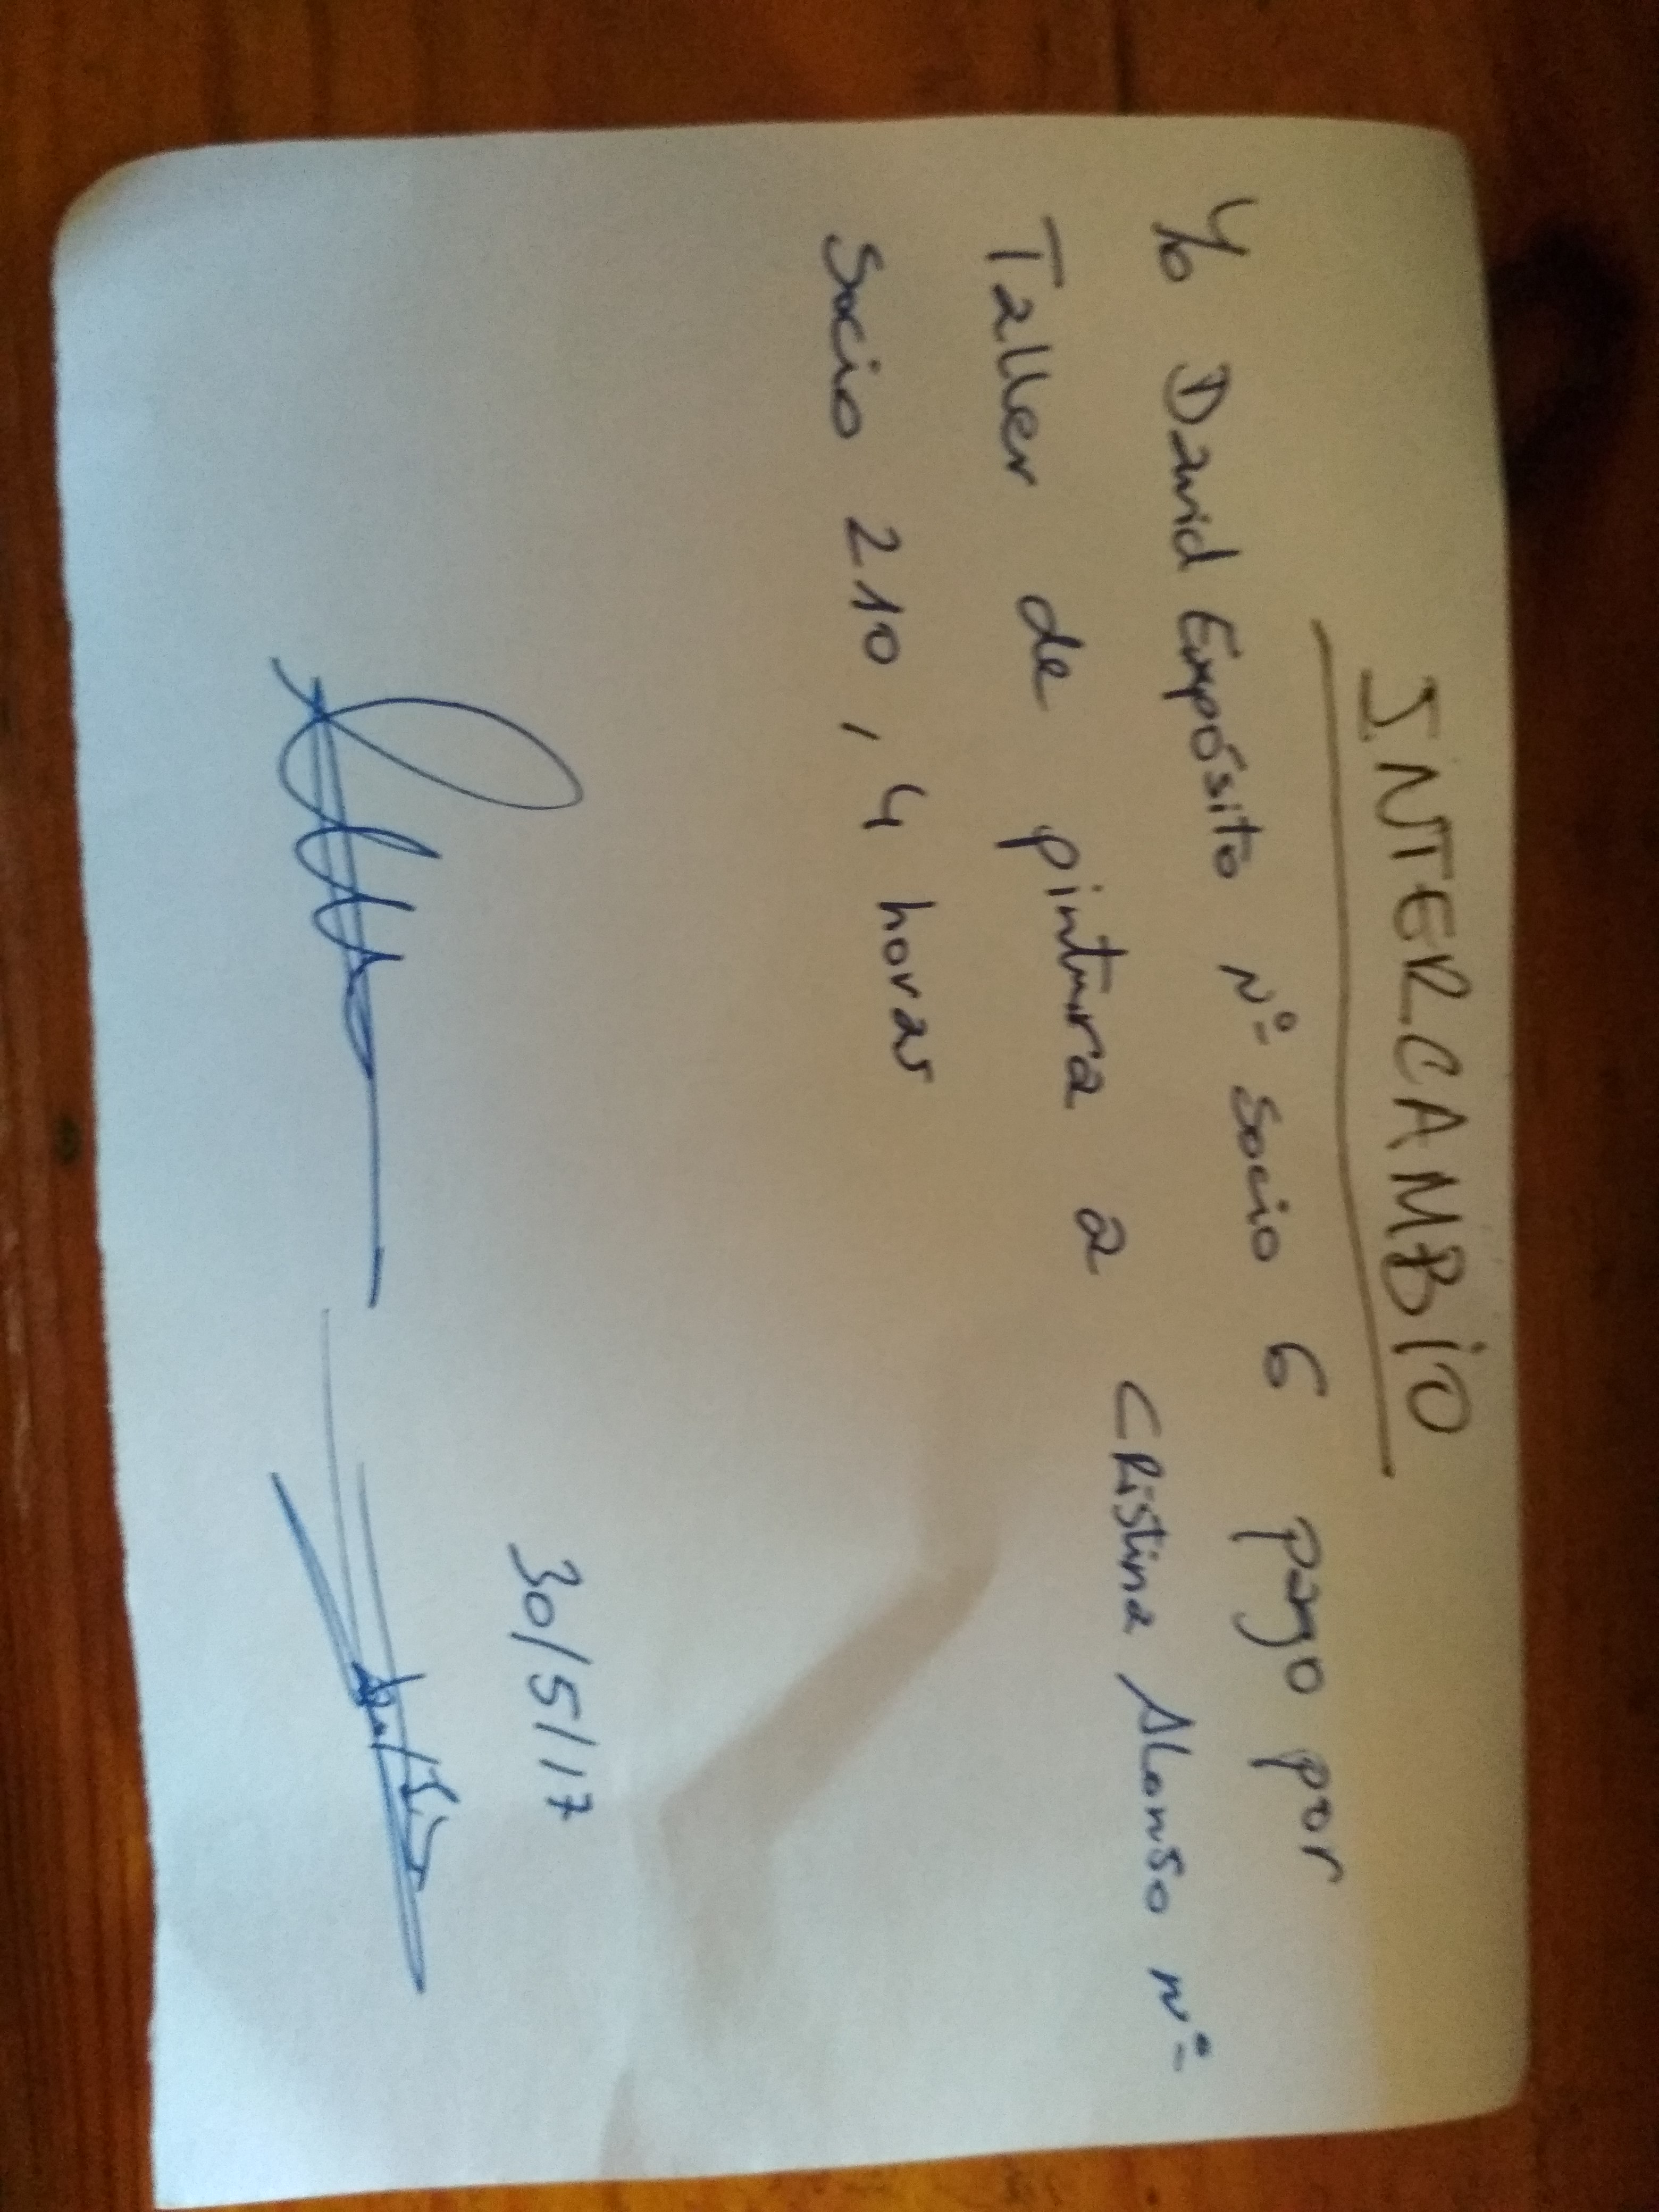 INTERCAMBIO
Yo David Expósito Nº Socio 6 pago por
Taller de pintura a Cristina Alonso Nº
Socio 210, 4 horas
30/5/17